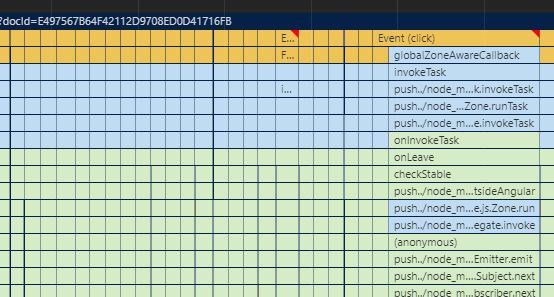 ?docId=E497567B64F42112D9708ED0D41716FB
E... Event (click)
F... globalZoneAwareCallback
invokeTask
i... push../node_m...k.invokeTask
push../node_...Zone.runTask
push../node_m...e.invokeTask
onInvokeTask
onLeave
checkStable
push../node_m...tsideAngular
push../node_m...e.js.Zone.run
push../node_m...egate.invoke
(anonymous)
push../node_m...Emitter.emit
push../node_m...Subject.next
push../node_m...bscriber.next